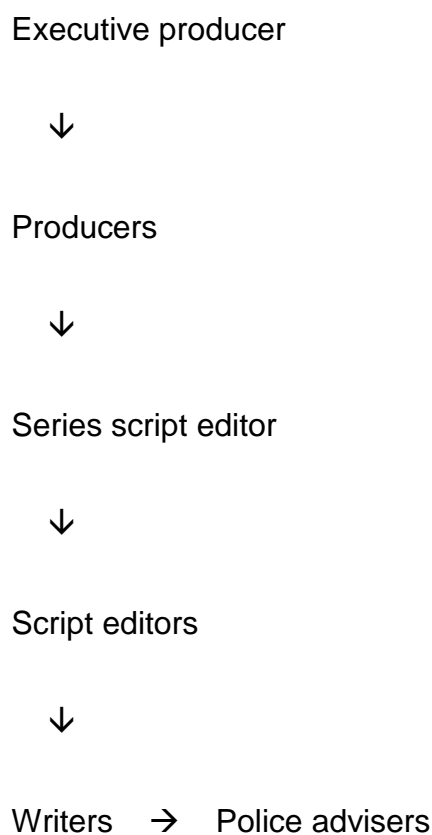 Executive producer
↓
Producers
↓
Series script editor
↓
Script editors
↓
Writers → Police advisers